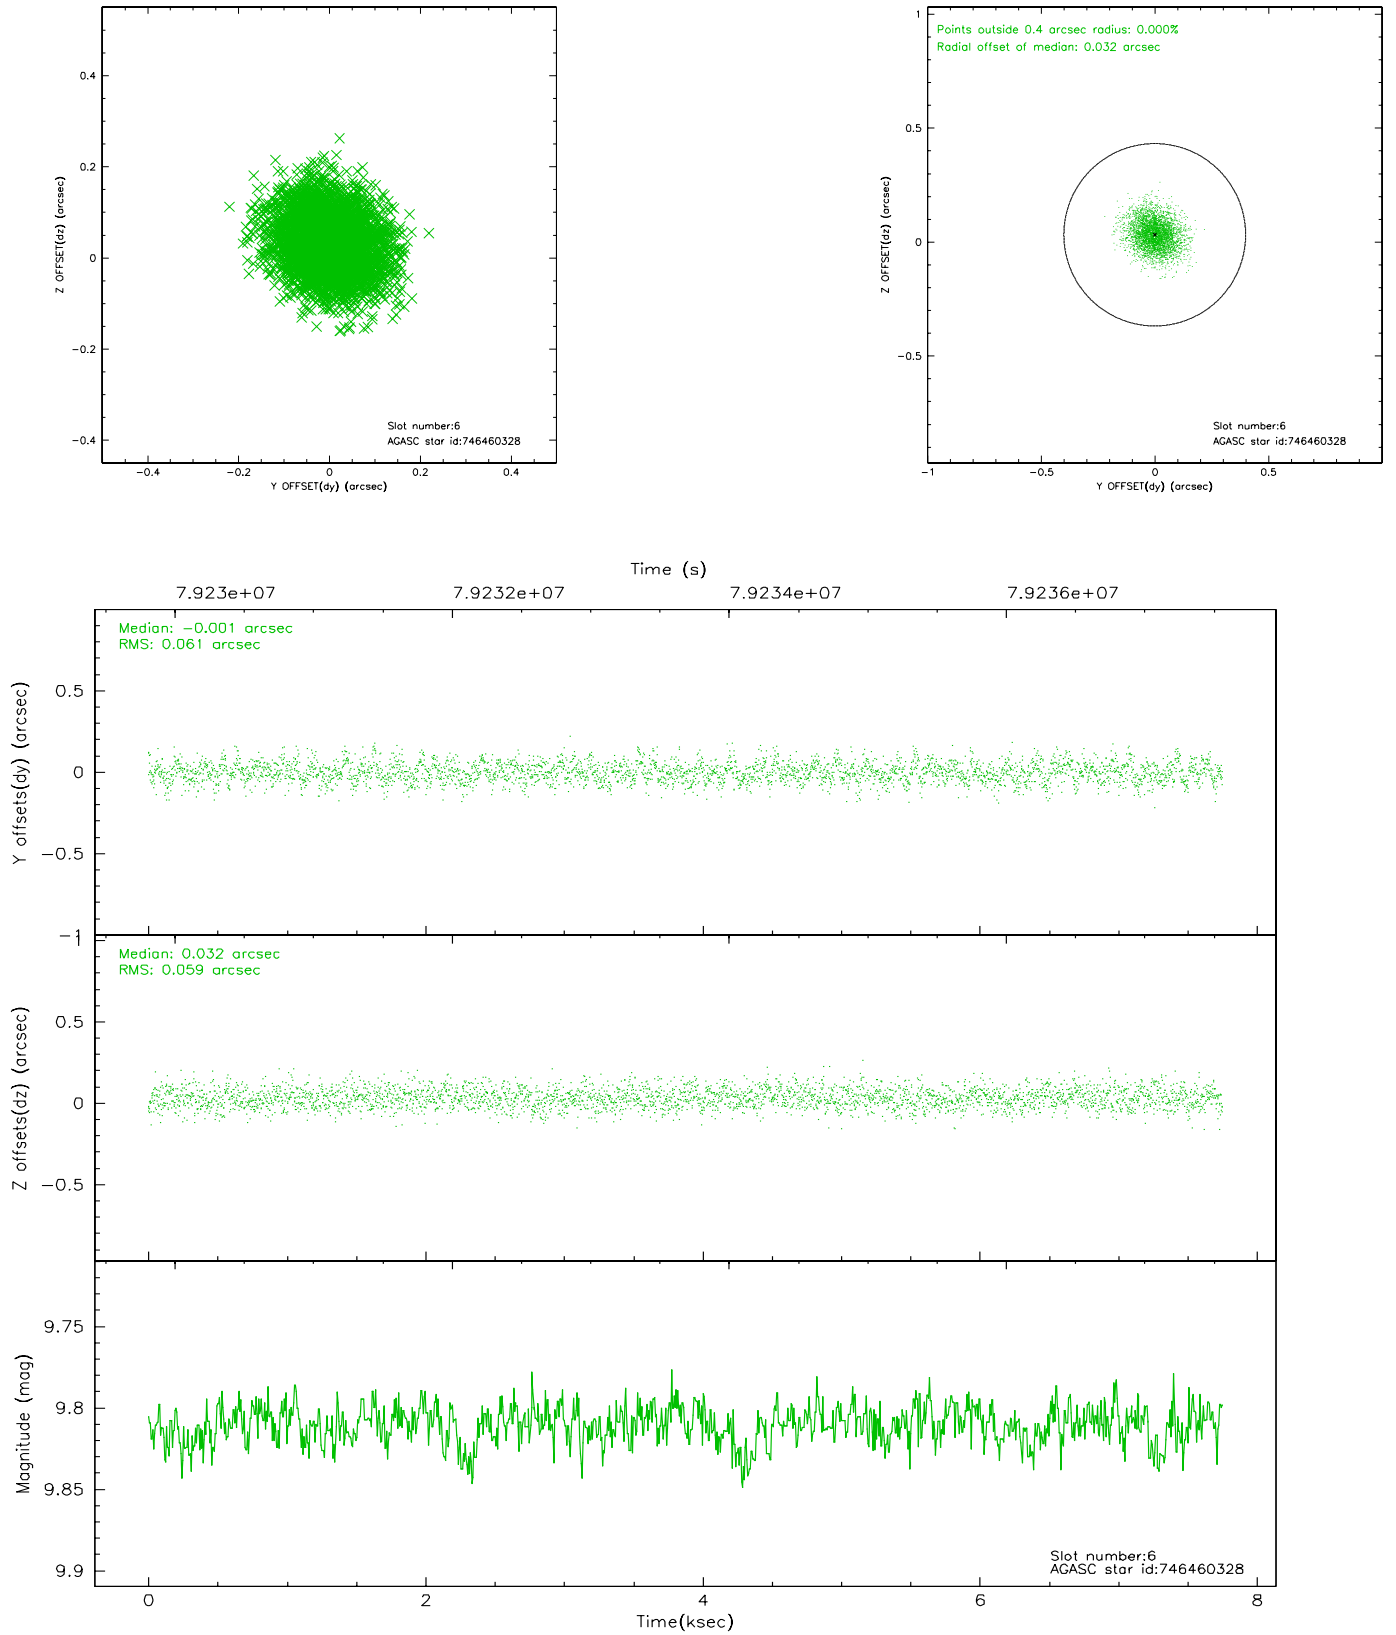 0.4
0.2
0
−0.2
−0.4
Z OFFSET(dz) (arcsec)
Slot number:6
AGASC star id:746460328
−0.4 −0.2 0 0.2 0.4
Y OFFSET(dy) (arcsec)
Points outside 0.4 arcsec radius: 0.000%
Radial offset of median: 0.032 arcsec
1
0.5
0
−0.5
Z OFFSET(dz) (arcsec)
Slot number:6
AGASC star id:746460328
−1 −0.5 0 0.5
Y OFFSET(dy) (arcsec)
Time (s)
7.923e+07 7.9232e+07 7.9234e+07 7.9236e+07
Median: −0.001 arcsec
RMS: 0.061 arcsec
0.5
0
−0.5
−1
Y offsets(dy) (arcsec)
Median: 0.032 arcsec
RMS: 0.059 arcsec
1
0.5
0
−0.5
Z offsets(dz) (arcsec)
9.75
9.8
9.85
9.9
Magnitude (mag)
Slot number:6
AGASC star id:746460328
0 2 4 6 8
Time(ksec)